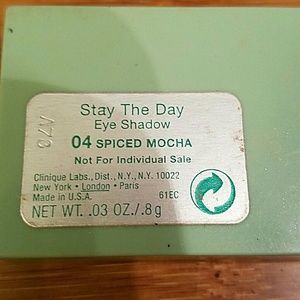 Stay The Day
Eye Shadow
04 SPICED MOCHA
Not For Individual Sale
Clinique Labs., Dist., N.Y., N.Y. 10022
New York · London · Paris
Made in U.S.A. 61EC
NET WT. .03 OZ./.8g